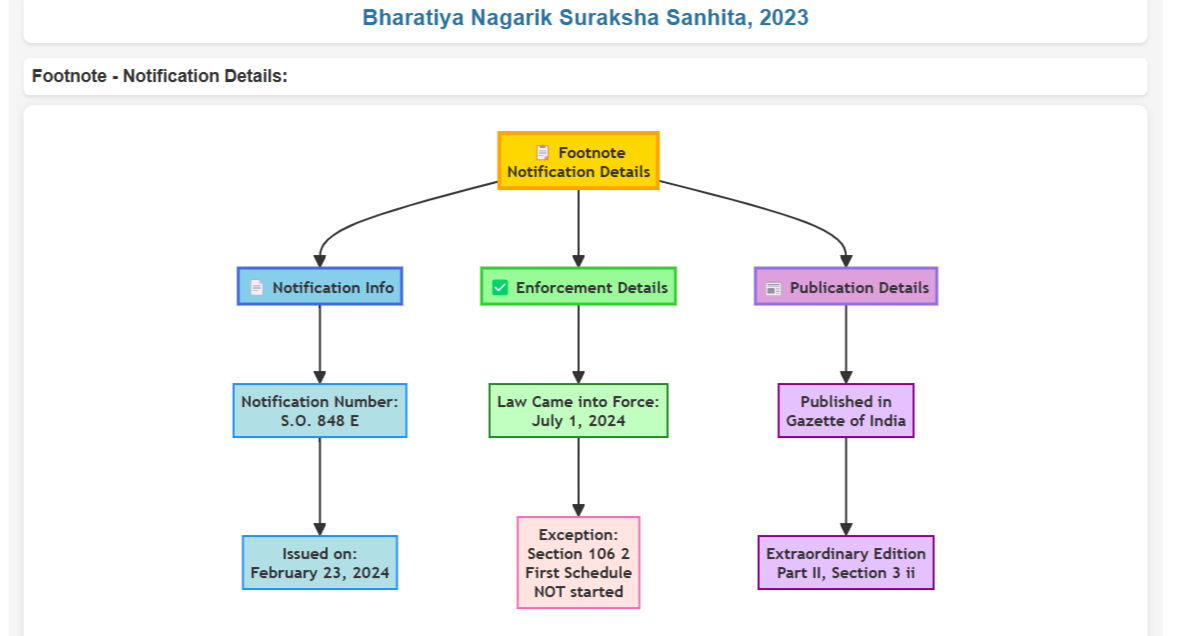 Bharatiya Nagarik Suraksha Sanhita, 2023
Footnote - Notification Details:
Footnote
Notification Details
Notification Info
Enforcement Details
Publication Details
Notification Number:
S.O. 848 E
Law Came into Force:
July 1, 2024
Published in
Gazette of India
Issued on:
February 23, 2024
Exception:
Section 106 2
First Schedule
NOT started
Extraordinary Edition
Part II, Section 3 ii